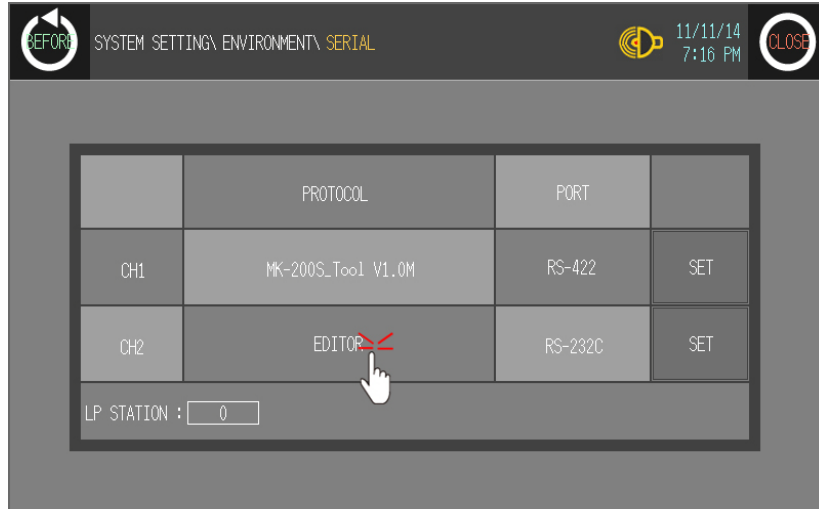 BEFORE
SYSTEM SETTING\ ENVIRONMENT\ SERIAL
11/11/14
7:16 PM
CLOSE
PROTOCOL PORT
CH1 MK-200S_Tool V1.0M RS-422 SET
CH2 EDITOR RS-232C SET
LP STATION : 0